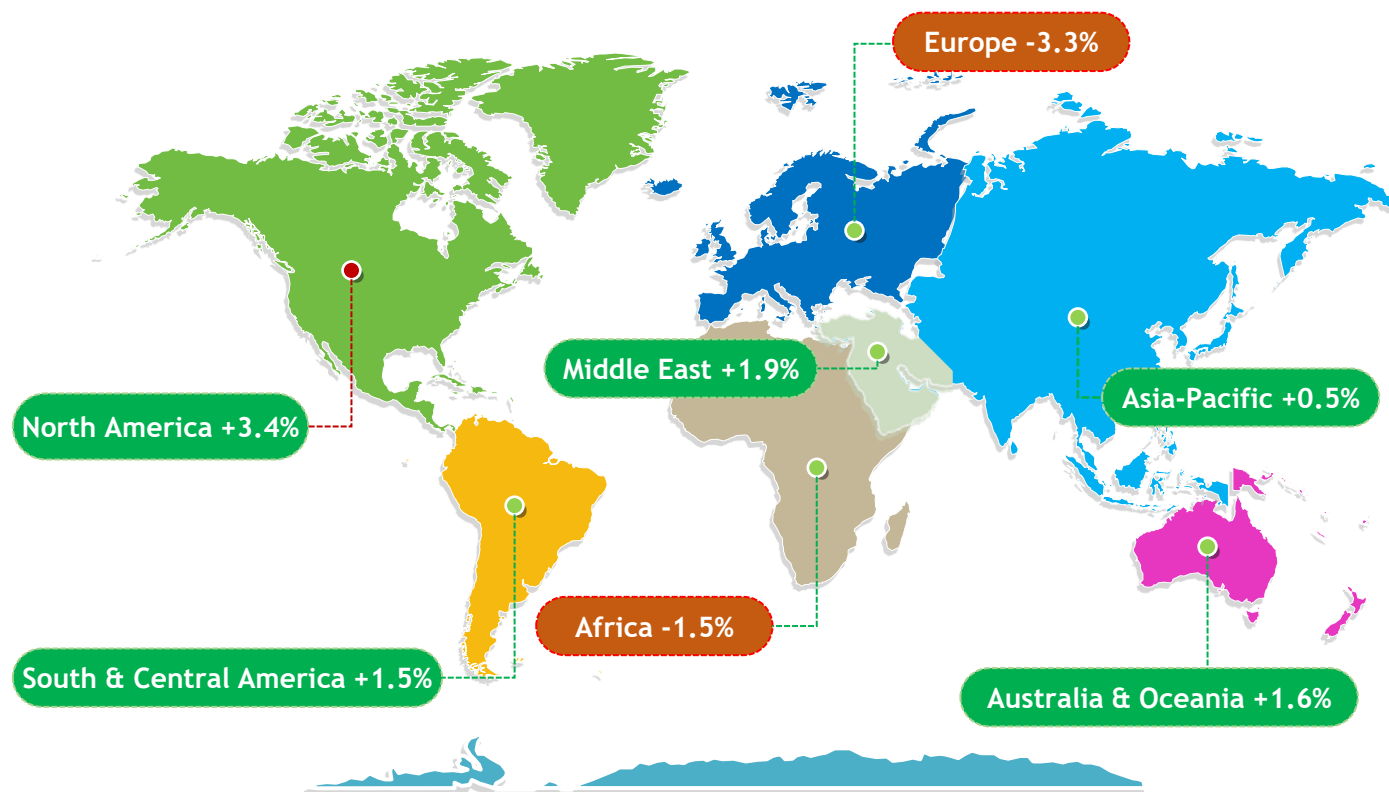 Europe -3.3%
Middle East +1.9%
Asia-Pacific +0.5%
North America +3.4%
Africa -1.5%
South & Central America +1.5%
Australia & Oceania +1.6%